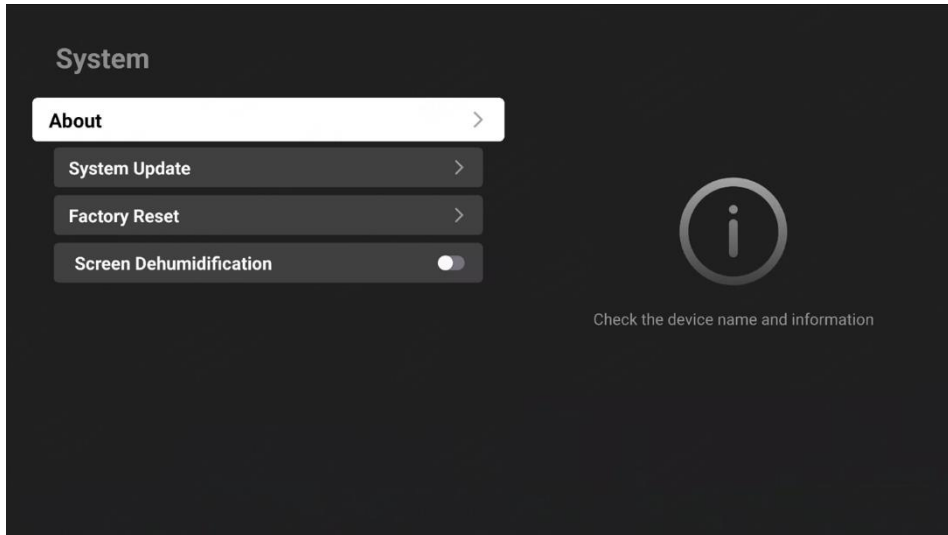 System
About
System Update
Factory Reset
Screen Dehumidification
Check the device name and information